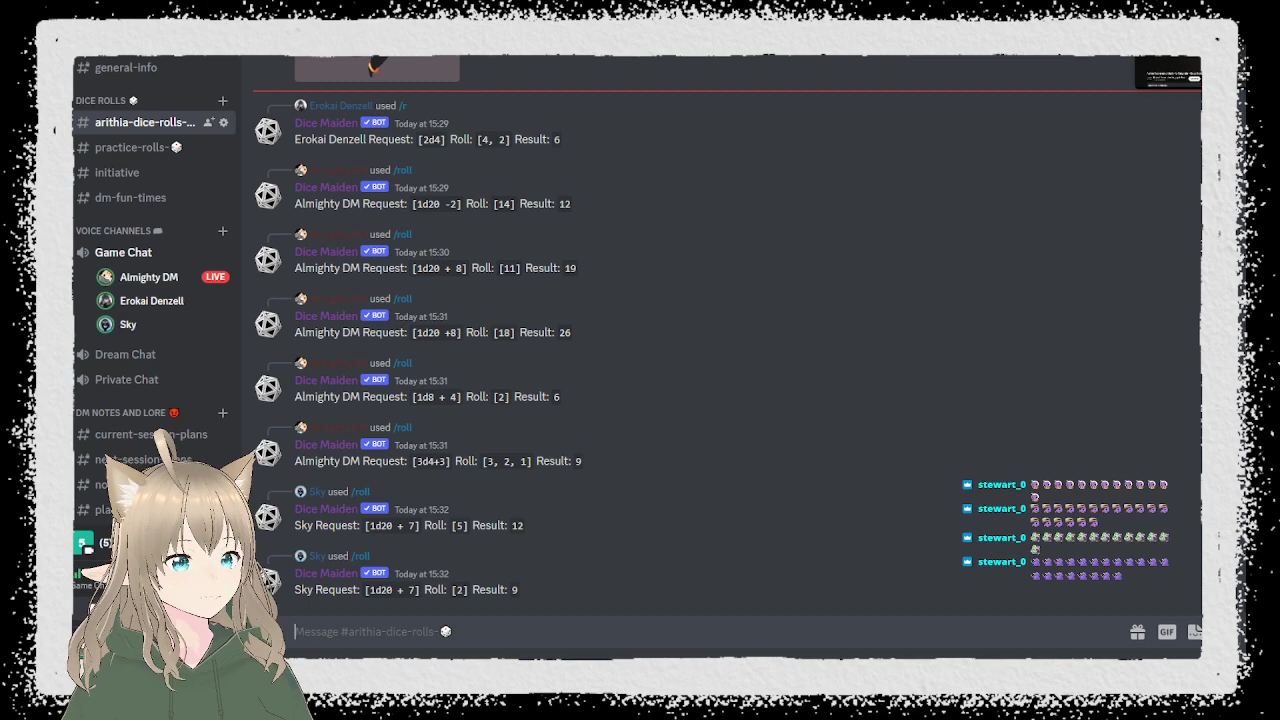 general-info
DICE ROLLS
arithia-dice-rolls-...
practice-rolls-
initiative
dm-fun-times
VOICE CHANNELS
Game Chat
Almighty DM LIVE
Erokai Denzell
Sky
Dream Chat
Private Chat
DM NOTES AND LORE
current-session-plans
Erokai Denzell used /r
Dice Maiden ✔ BOT Today at 15:29
Erokai Denzell Request: [2d4] Roll: [4, 2] Result: 6
used /roll
Dice Maiden ✔ BOT Today at 15:29
Almighty DM Request: [1d20 -2] Roll: [14] Result: 12
used /roll
Dice Maiden ✔ BOT Today at 15:30
Almighty DM Request: [1d20 + 8] Roll: [11] Result: 19
used /roll
Dice Maiden ✔ BOT Today at 15:31
Almighty DM Request: [1d20 +8] Roll: [18] Result: 26
used /roll
Dice Maiden ✔ BOT Today at 15:31
Almighty DM Request: [1d8 + 4] Roll: [2] Result: 6
used /roll
Dice Maiden ✔ BOT Today at 15:31
Almighty DM Request: [3d4+3] Roll: [3, 2, 1] Result: 9
Sky used /roll
Dice Maiden ✔ BOT Today at 15:32
Sky Request: [1d20 + 7] Roll: [5] Result: 12
Sky used /roll
Dice Maiden ✔ BOT Today at 15:32
Sky Request: [1d20 + 7] Roll: [2] Result: 9
Message #arithia-dice-rolls-
GIF
stewart_0
stewart_0
stewart_0
stewart_0